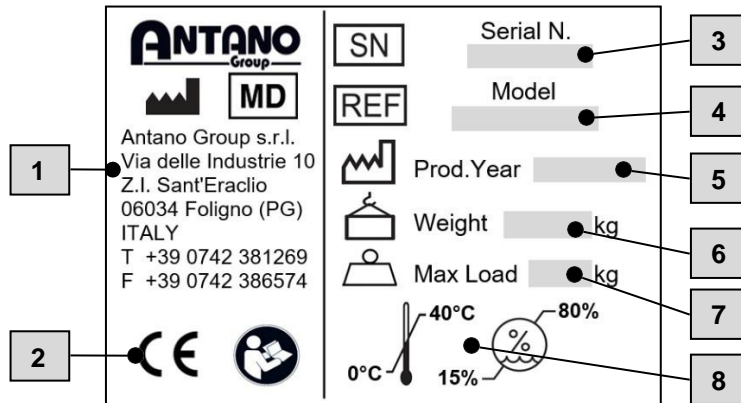 ANTANO
Group
MD
Antano Group s.r.l.
Via delle Industrie 10
Z.I. Sant'Eraclio
06034 Foligno (PG)
ITALY
T +39 0742 381269
F +39 0742 386574
CE
SN
Serial N.
REF
Model
Prod.Year
Weight kg
Max Load kg
40°C
0°C
80%
%
15%
1
2
3
4
5
6
7
8